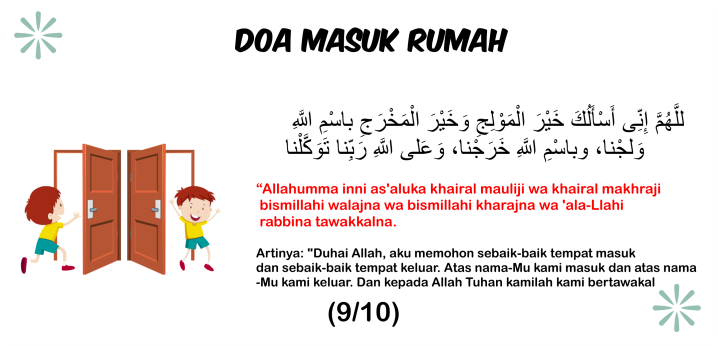 DOA MASUK RUMAH
للَّهُمَّ إِنِّى أَسْأَلُكَ خَيْرَ الْمَوْلِجِ وَخَيْرَ الْمَخْرَجِ باسْمِ اللَّهِ
وَلجْنا، وباسْمِ اللَّهِ خَرَجْنا، وَعَلى اللَّهِ رَبِّنا تَوَكَّلْنا
“Allahumma inni as'aluka khairal mauliji wa khairal makhraji
bismillahi walajna wa bismillahi kharajna wa 'ala-Llahi
rabbina tawakkalna.
Artinya: "Duhai Allah, aku memohon sebaik-baik tempat masuk
dan sebaik-baik tempat keluar. Atas nama-Mu kami masuk dan atas nama
-Mu kami keluar. Dan kepada Allah Tuhan kamilah kami bertawakal
(9/10)